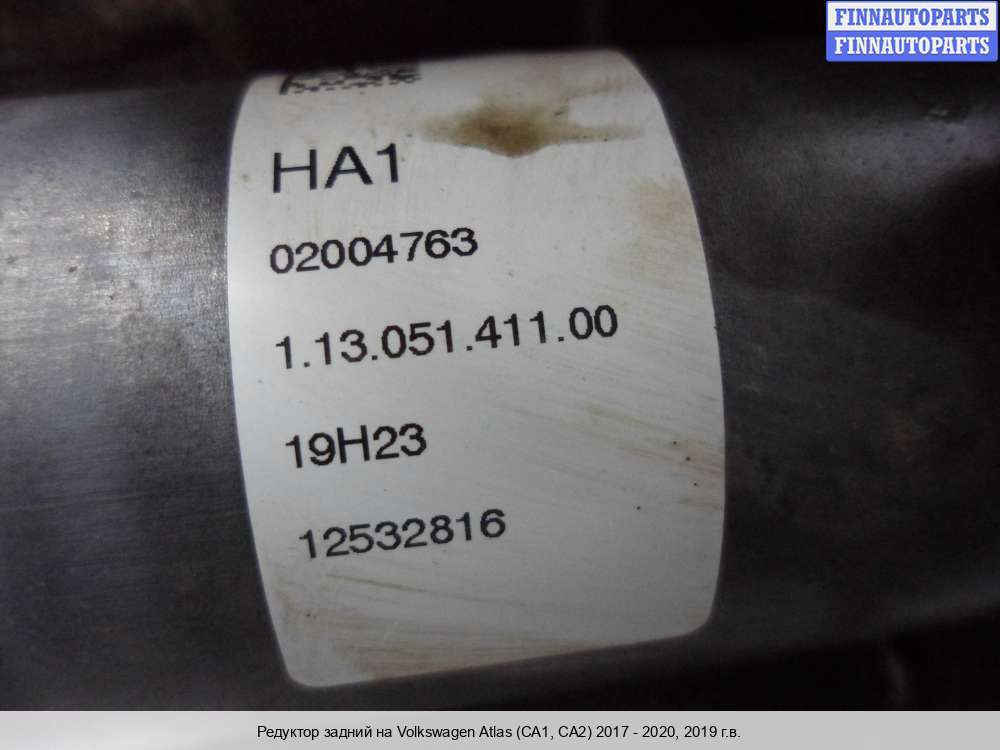 FINNAUTOPARTS
FINNAUTOPARTS
HA1
02004763
1.13.051.411.00
19H23
12532816
Редуктор задний на Volkswagen Atlas (CA1, CA2) 2017 - 2020, 2019 г.в.